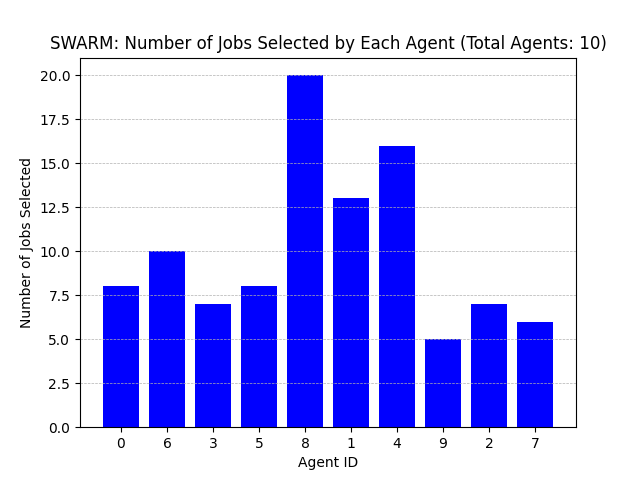 SWARM: Number of Jobs Selected by Each Agent (Total Agents: 10)
20.0
17.5
15.0
12.5
10.0
7.5
5.0
2.5
0.0
Number of Jobs Selected
0 6 3 5 8 1 4 9 2 7
Agent ID